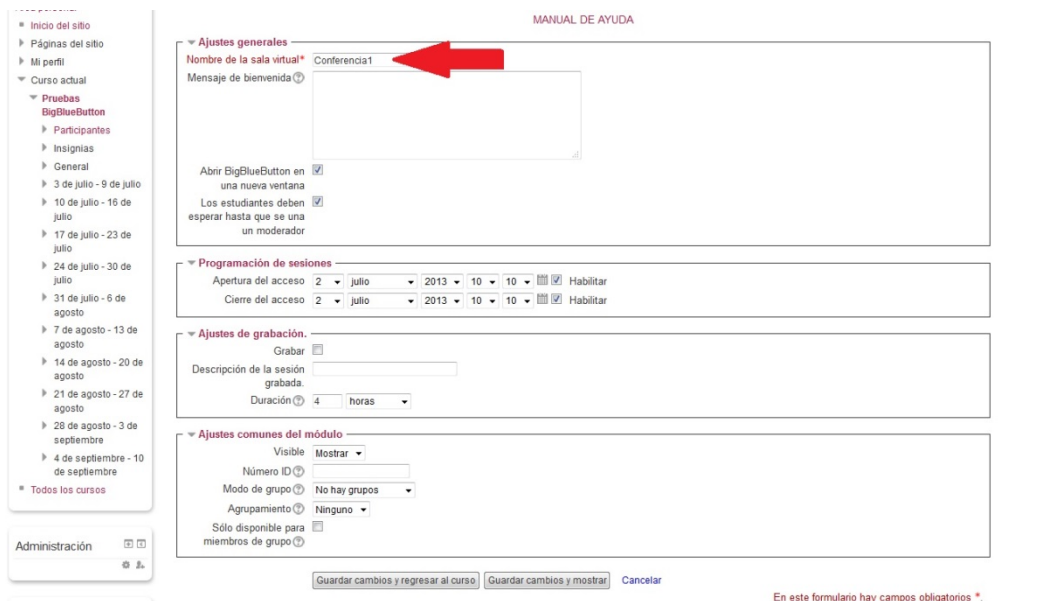 Inicio del sitio
Páginas del sitio
Mi perfil
Curso actual
Pruebas
BigBlueButton
Participantes
Insignias
General
3 de julio - 9 de julio
10 de julio - 16 de
julio
17 de julio - 23 de
julio
24 de julio - 30 de
julio
31 de julio - 6 de
agosto
7 de agosto - 13 de
agosto
14 de agosto - 20 de
agosto
21 de agosto - 27 de
agosto
28 de agosto - 3 de
septiembre
4 de septiembre - 10
de septiembre
Todos los cursos
Administración
MANUAL DE AYUDA
Ajustes generales
Nombre de la sala virtual* Conferencia1
Mensaje de bienvenida
Abrir BigBlueButton en
una nueva ventana
Los estudiantes deben
esperar hasta que se una
un moderador
Programación de sesiones
Apertura del acceso 2 julio 2013 10 10 Habilitar
Cierre del acceso 2 julio 2013 10 10 Habilitar
Ajustes de grabación.
Grabar
Descripción de la sesión
grabada.
Duración 4 horas
Ajustes comunes del módulo
Visible Mostrar
Número ID
Modo de grupo No hay grupos
Agrupamiento Ninguno
Sólo disponible para
miembros de grupo
Guardar cambios y regresar al curso Guardar cambios y mostrar Cancelar
En este formulario hay campos obligatorios *.